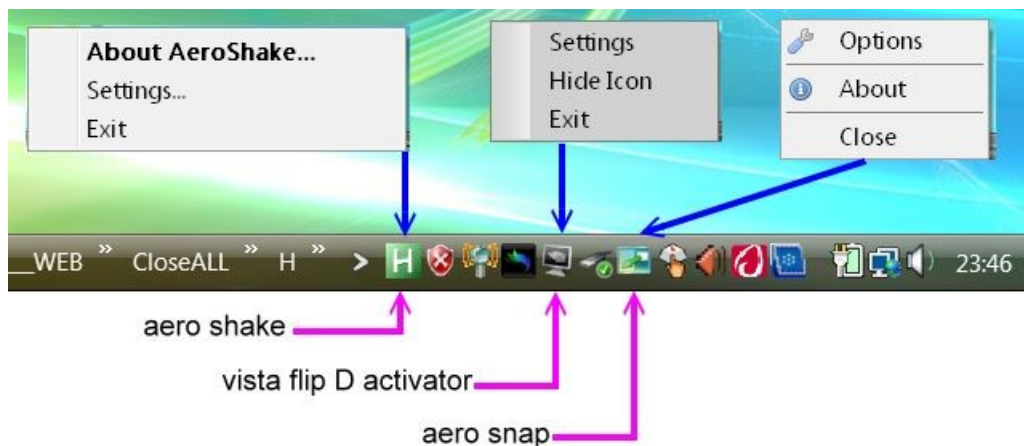 About AeroShake...
Settings...
Exit
Settings
Hide Icon
Exit
Options
About
Close
__WEB » CloseALL » H » > H 23:46
aero shake
vista flip D activator
aero snap